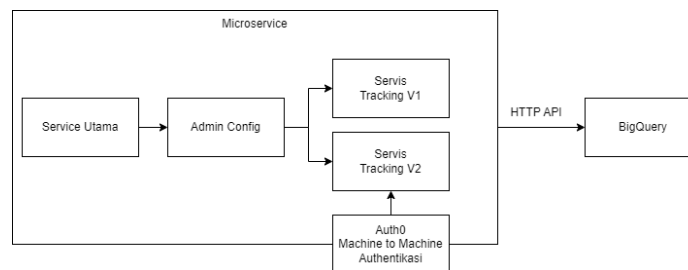 Microservice
Service Utama
Admin Config
Servis
Tracking V1
Servis
Tracking V2
Auth0
Machine to Machine
Authentikasi
HTTP API
BigQuery